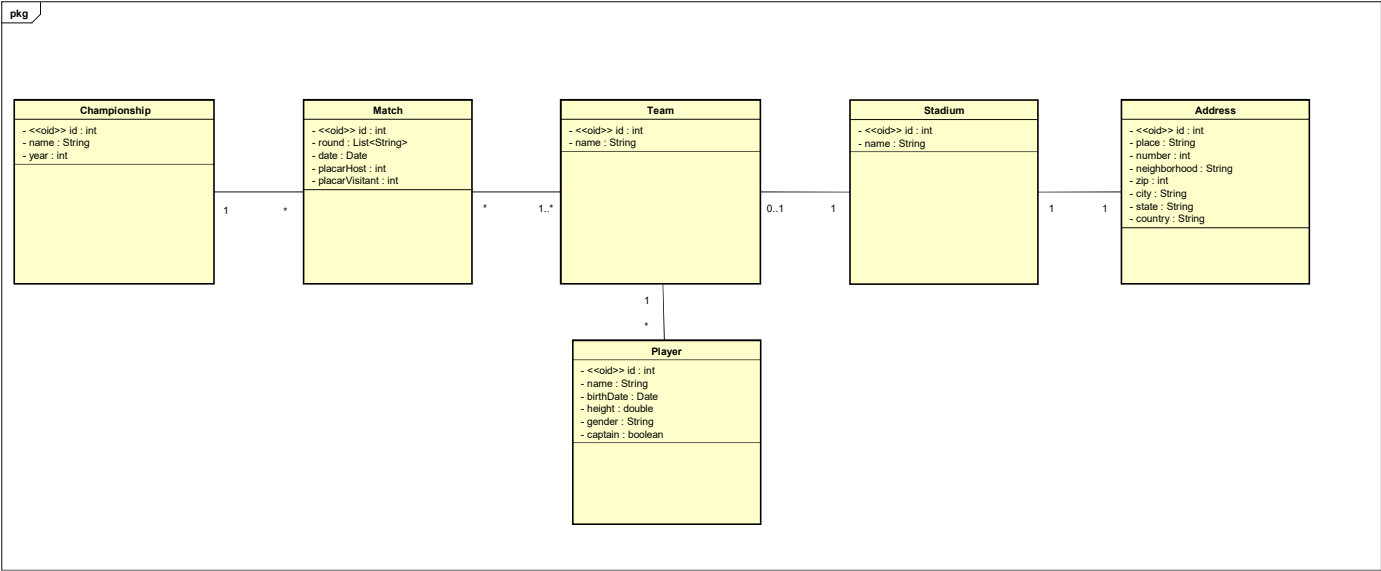 pkg
Championship
- <<oid>> id : int
- name : String
- year : int
Match
- <<oid>> id : int
- round : List<String>
- date : Date
- placarHost : int
- placarVisitant : int
Team
- <<oid>> id : int
- name : String
Stadium
- <<oid>> id : int
- name : String
Address
- <<oid>> id : int
- place : String
- number : int
- neighborhood : String
- zip : int
- city : String
- state : String
- country : String
1
*
*
1..*
0..1
1
1
1
1
*
Player
- <<oid>> id : int
- name : String
- birthDate : Date
- height : double
- gender : String
- captain : boolean